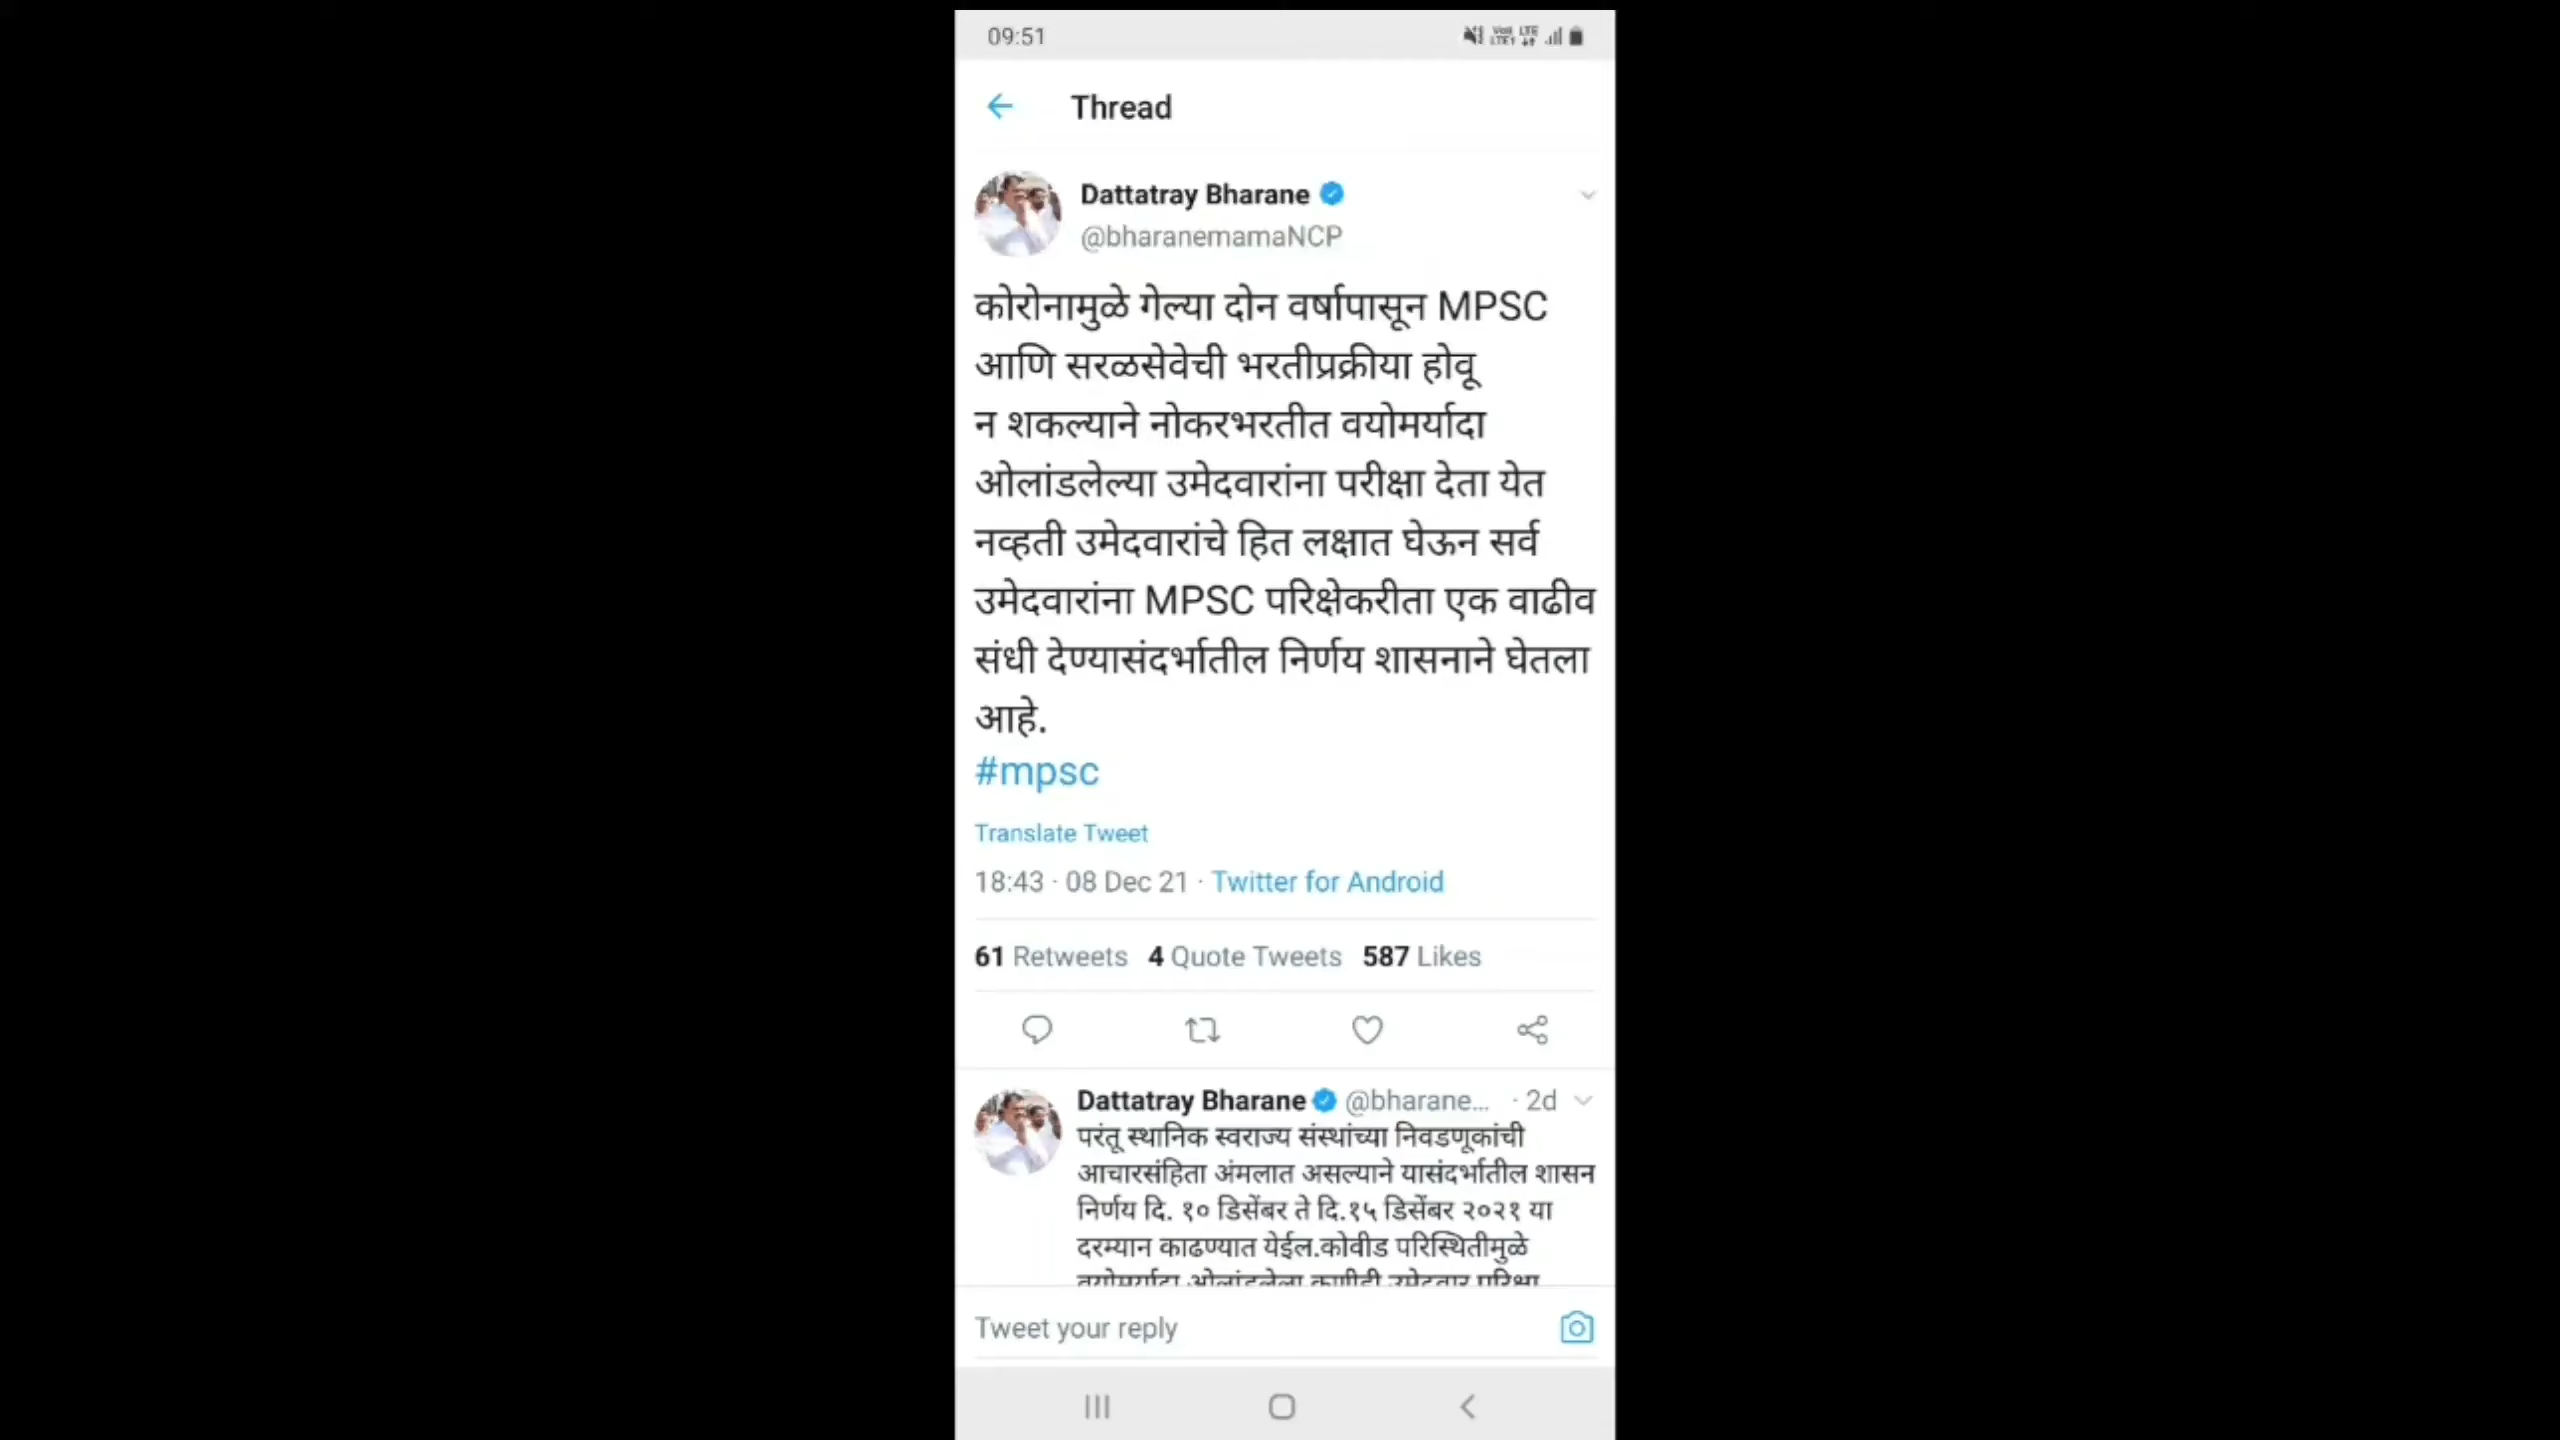 09:51
Thread
Dattatray Bharane
@bharanemamaNCP
कोरोनामुळे गेल्या दोन वर्षापासून MPSC
आणि सरळसेवेची भरतीप्रक्रीया होवू
न शकल्याने नोकरभरतीत वयोमर्यादा
ओलांडलेल्या उमेदवारांना परीक्षा देता येत
नव्हती उमेदवारांचे हित लक्षात घेऊन सर्व
उमेदवारांना MPSC परिक्षेकरीता एक वाढीव
संधी देण्यासंदर्भातील निर्णय शासनाने घेतला
आहे.
#mpsc
Translate Tweet
18:43 · 08 Dec 21 · Twitter for Android
61 Retweets 4 Quote Tweets 587 Likes
Dattatray Bharane @bharane... · 2d
परंतू स्थानिक स्वराज्य संस्थांच्या निवडणूकांची
आचारसंहिता अंमलात असल्याने यासंदर्भातील शासन
निर्णय दि. १० डिसेंबर ते दि.१५ डिसेंबर २०२१ या
दरम्यान काढण्यात येईल.कोवीड परिस्थितीमुळे
Tweet your reply